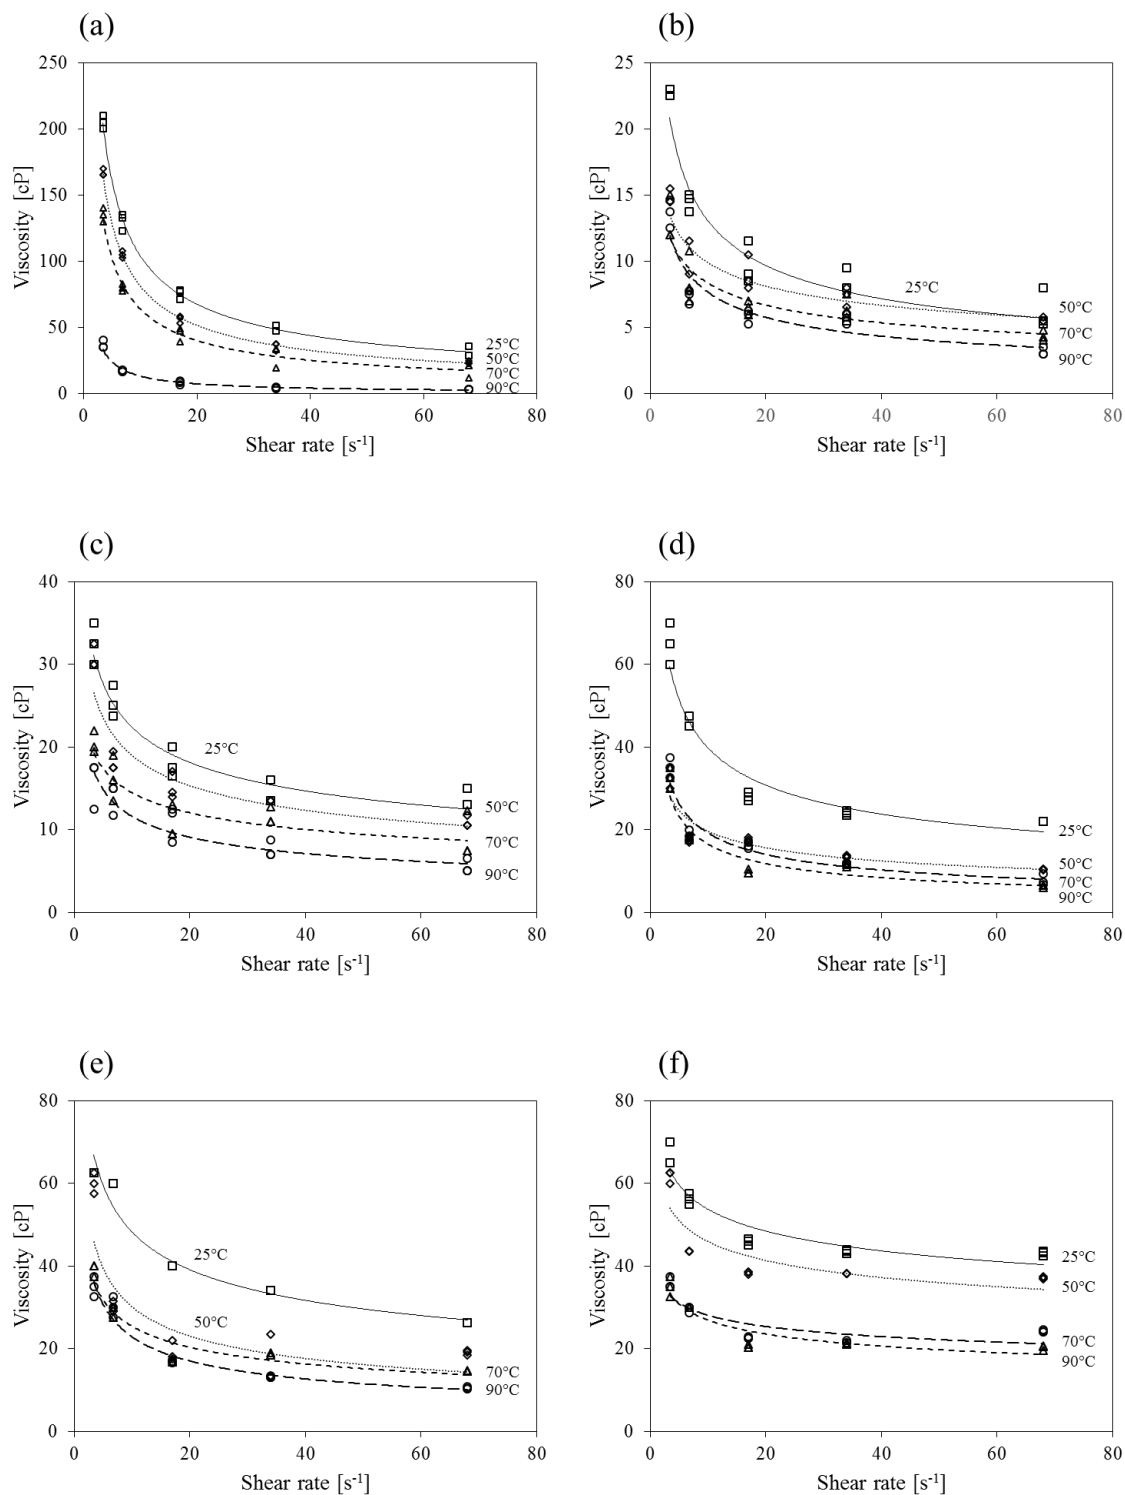 (a)
250
200
150
100
50
0
Viscosity [cP]
25°C
50°C
70°C
90°C
0 20 40 60 80
Shear rate [s-1]
(b)
25
20
15
10
5
0
Viscosity [cP]
25°C
50°C
70°C
90°C
0 20 40 60 80
Shear rate [s-1]
(c)
40
30
20
10
0
Viscosity [cP]
25°C
50°C
70°C
90°C
0 20 40 60 80
Shear rate [s-1]
(d)
80
60
40
20
0
Viscosity [cP]
25°C
50°C
70°C
90°C
0 20 40 60 80
Shear rate [s-1]
(e)
80
60
40
20
0
Viscosity [cP]
25°C
50°C
70°C
90°C
0 20 40 60 80
Shear rate [s-1]
(f)
80
60
40
20
0
Viscosity [cP]
25°C
50°C
70°C
90°C
0 20 40 60 80
Shear rate [s-1]